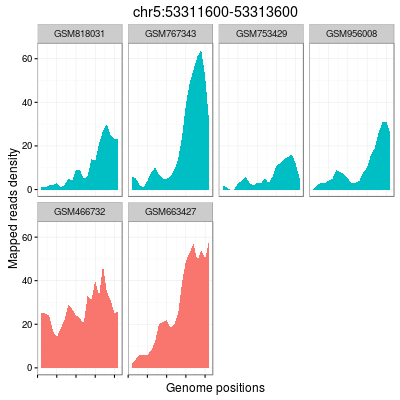 chr5:53311600-53313600
GSM818031 GSM767343 GSM753429 GSM956008
60
40
20
0
GSM466732 GSM663427
60
40
20
0
Mapped reads density
Genome positions